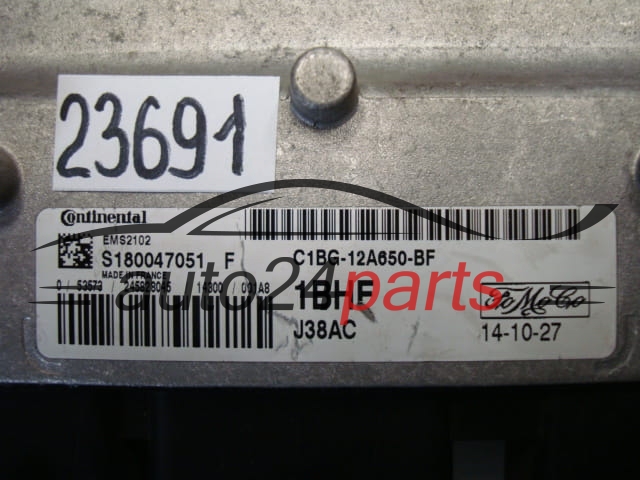 23691
Continental
EMS2102
S180047051 F
MADE IN FRANCE
C1BG-12A650-BF
1BHF
FoMoCo
J38AC
14-10-27
auto24parts